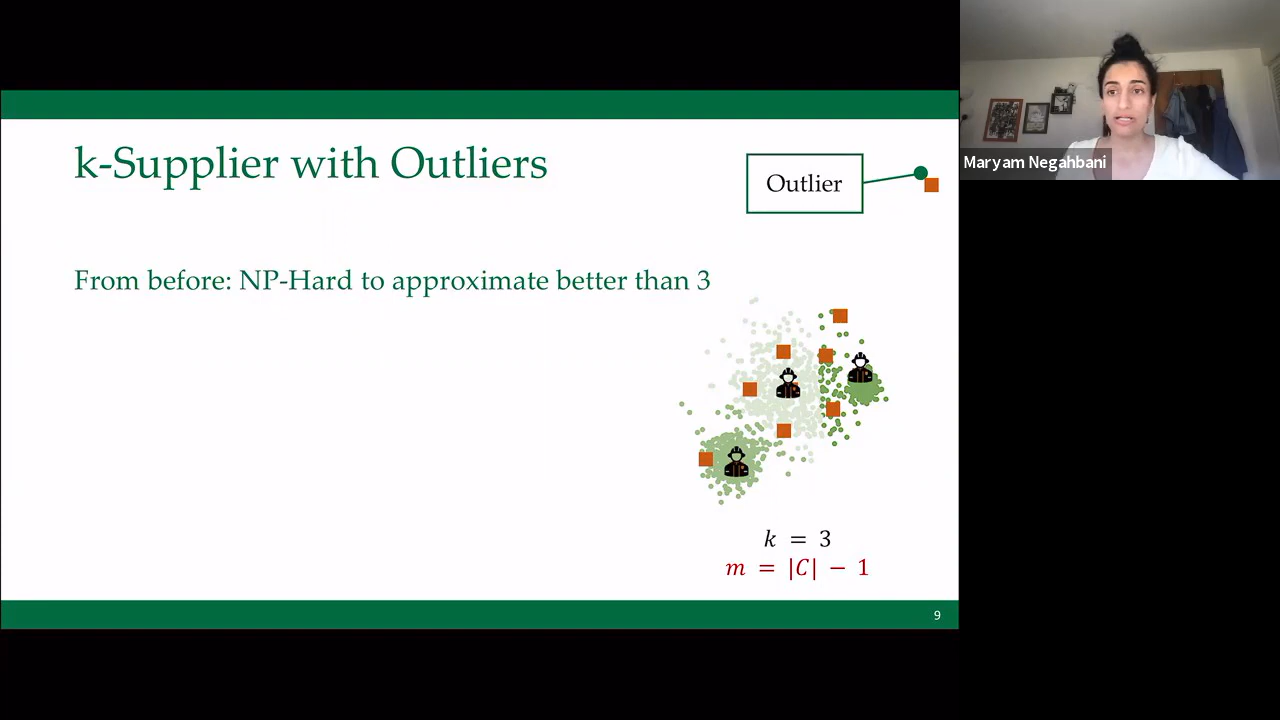 k-Supplier with Outliers
Outlier
Maryam Negahbani
From before: NP-Hard to approximate better than 3
k = 3
m = |C| − 1
9